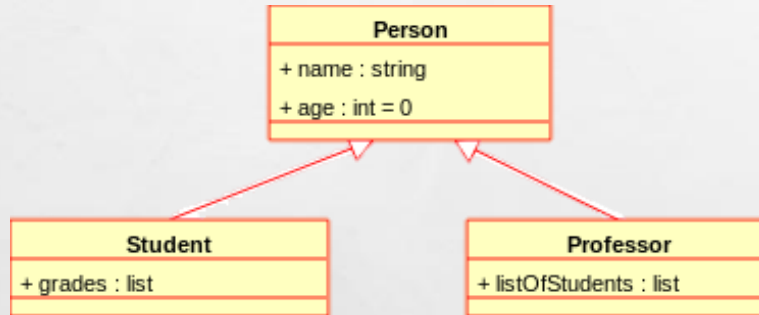 Person
+ name : string
+ age : int = 0
Student
+ grades : list
Professor
+ listOfStudents : list